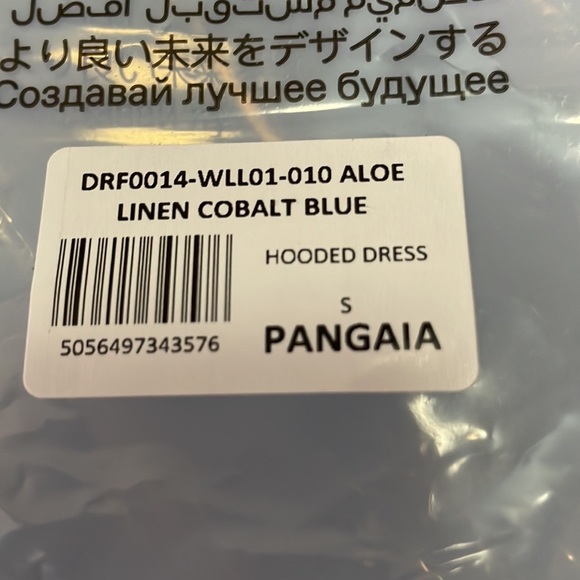 より良い未来をデザインする
Создавай лучшее будущее
DRF0014-WLL01-010 ALOE
LINEN COBALT BLUE
HOODED DRESS
S
5056497343576
PANGAIA